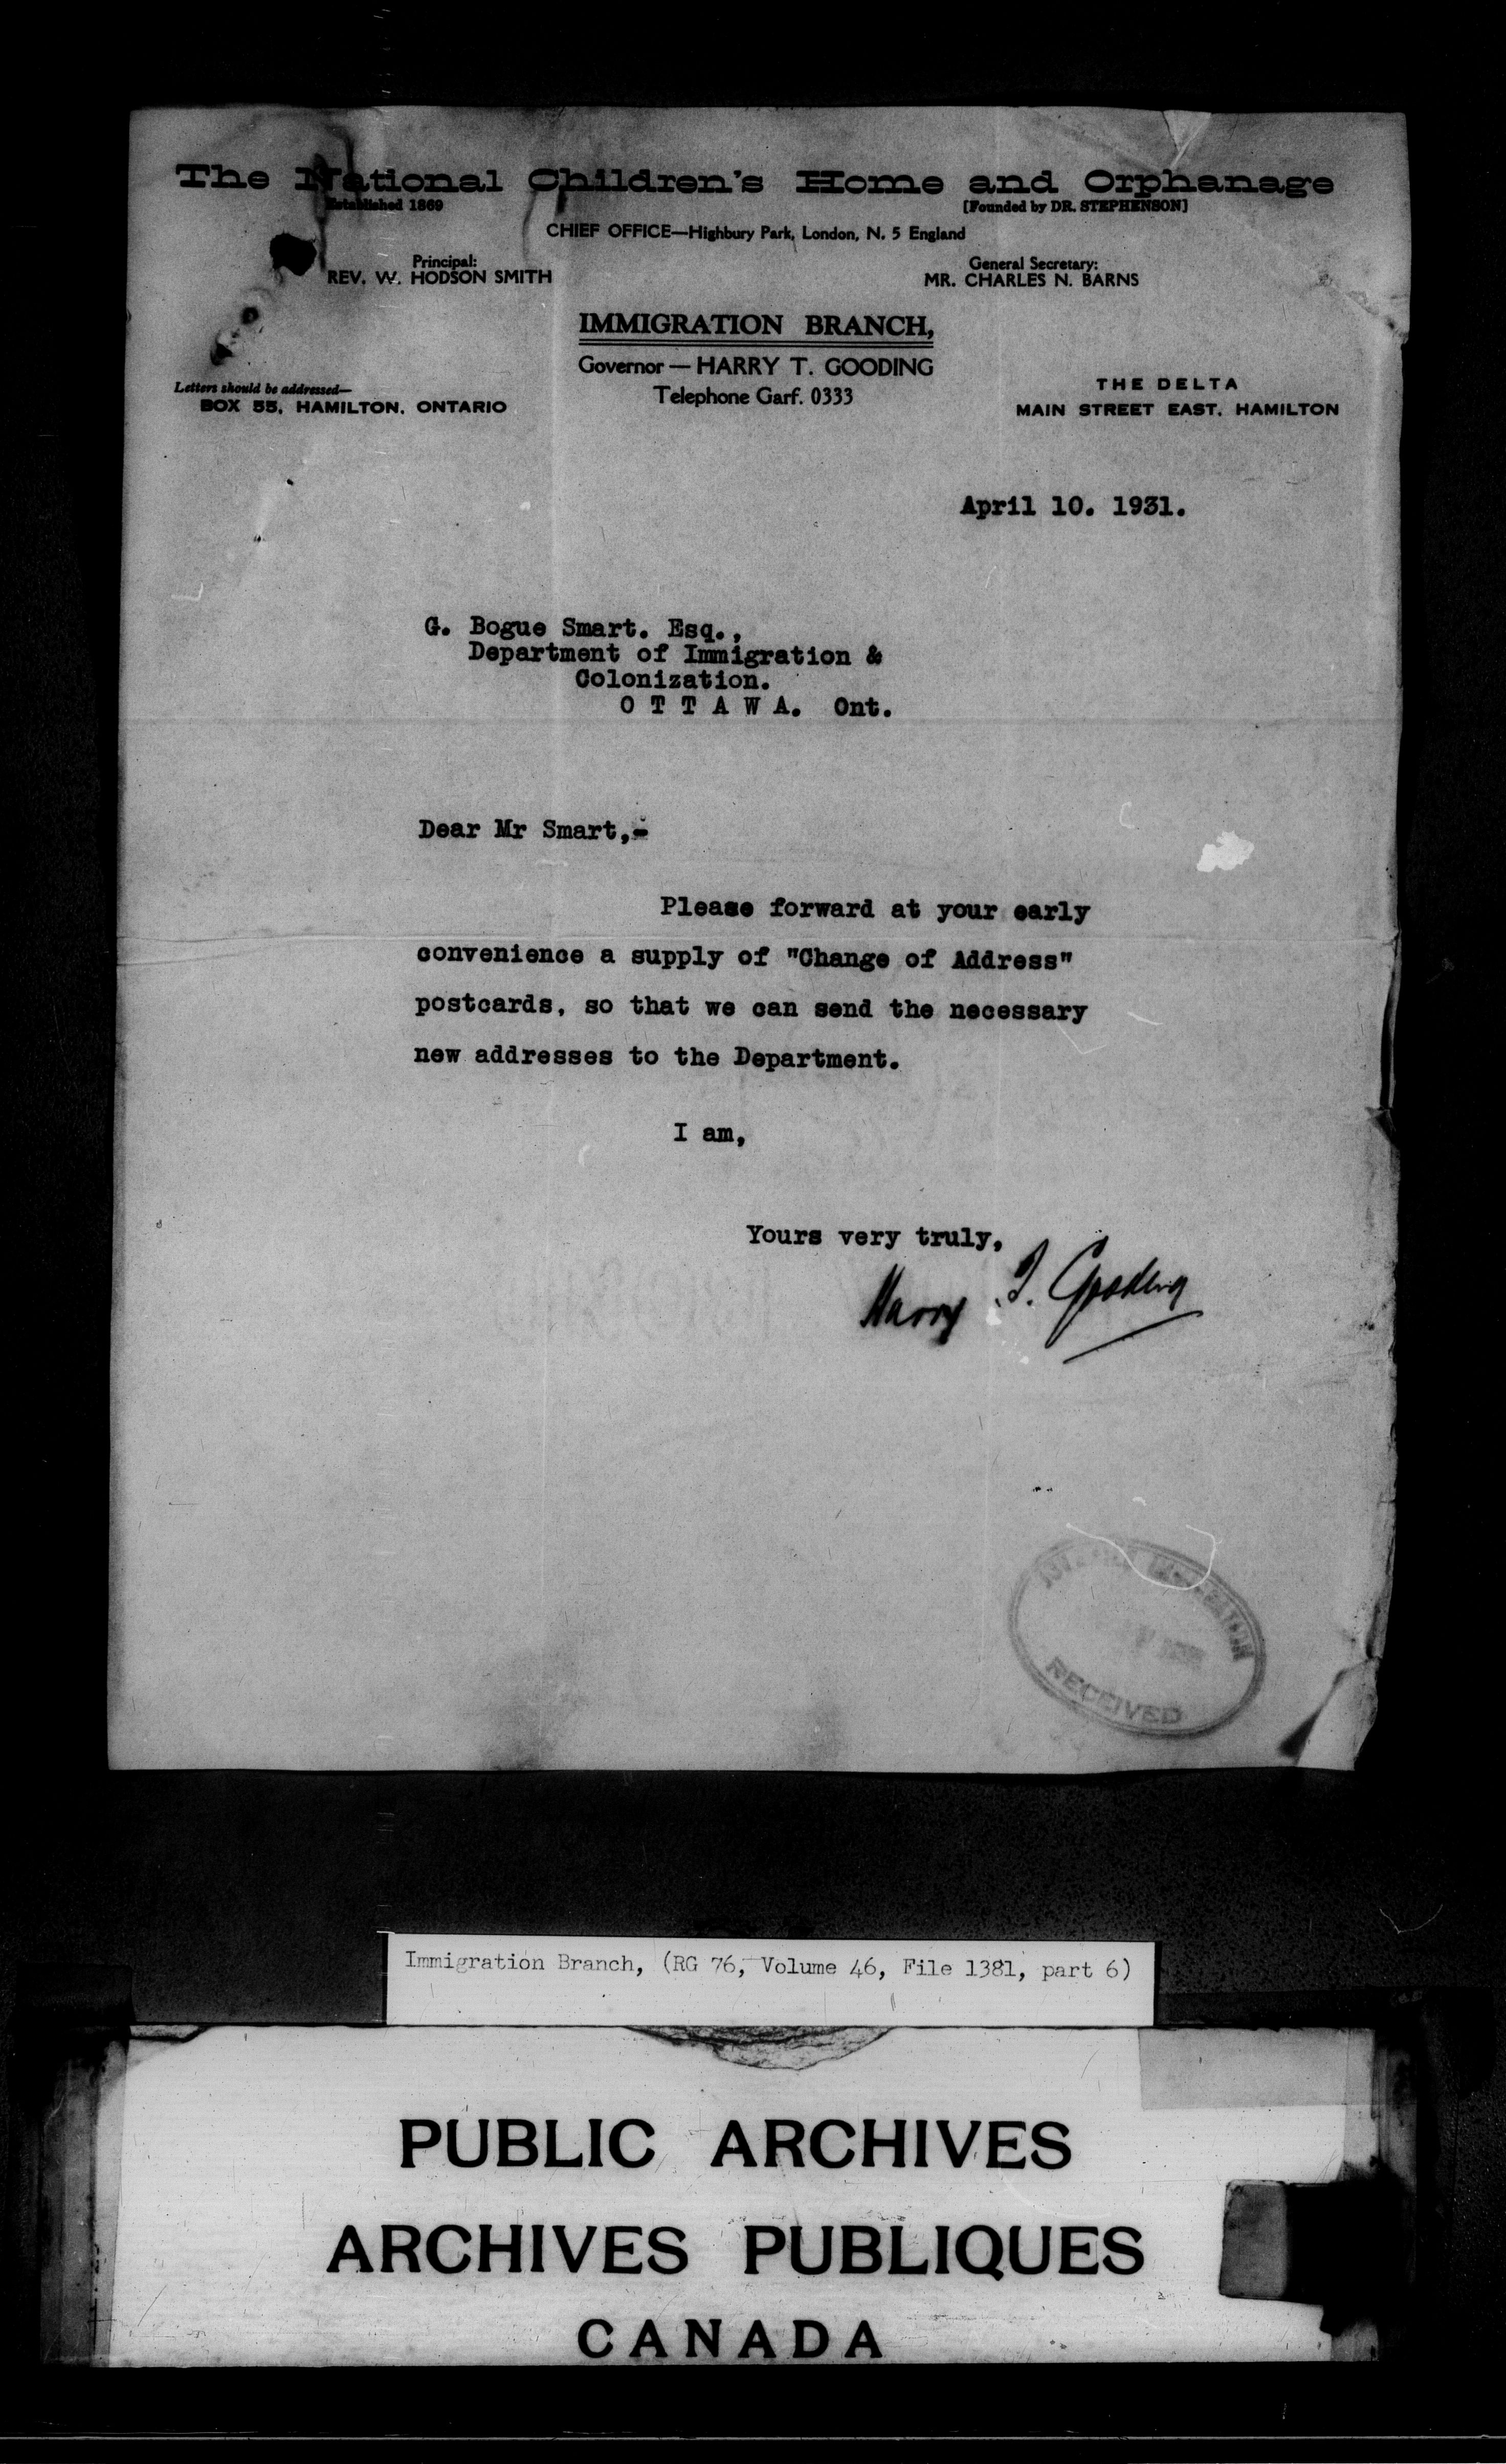 The National Children's Home and Orphanage
Established 1869
[Founded by DR. STEPHENSON]
CHIEF OFFICE—Highbury Park, London, N. 5 England
Principal:
REV. W. HODSON SMITH
General Secretary:
MR. CHARLES N. BARNS
IMMIGRATION BRANCH,
Governor — HARRY T. GOODING
Telephone Garf. 0333
Letters should be addressed—
BOX 55, HAMILTON, ONTARIO
THE DELTA
MAIN STREET EAST, HAMILTON
April 10. 1931.
G. Bogue Smart. Esq.,
Department of Immigration &
Colonization.
O T T A W A. Ont.
Dear Mr Smart,-
Please forward at your early
convenience a supply of "Change of Address"
postcards, so that we can send the necessary
new addresses to the Department.
I am,
Yours very truly,
Harry T. Gooding
RECEIVED
Immigration Branch, (RG 76, Volume 46, File 1381, part 6)
PUBLIC ARCHIVES
ARCHIVES PUBLIQUES
CANADA